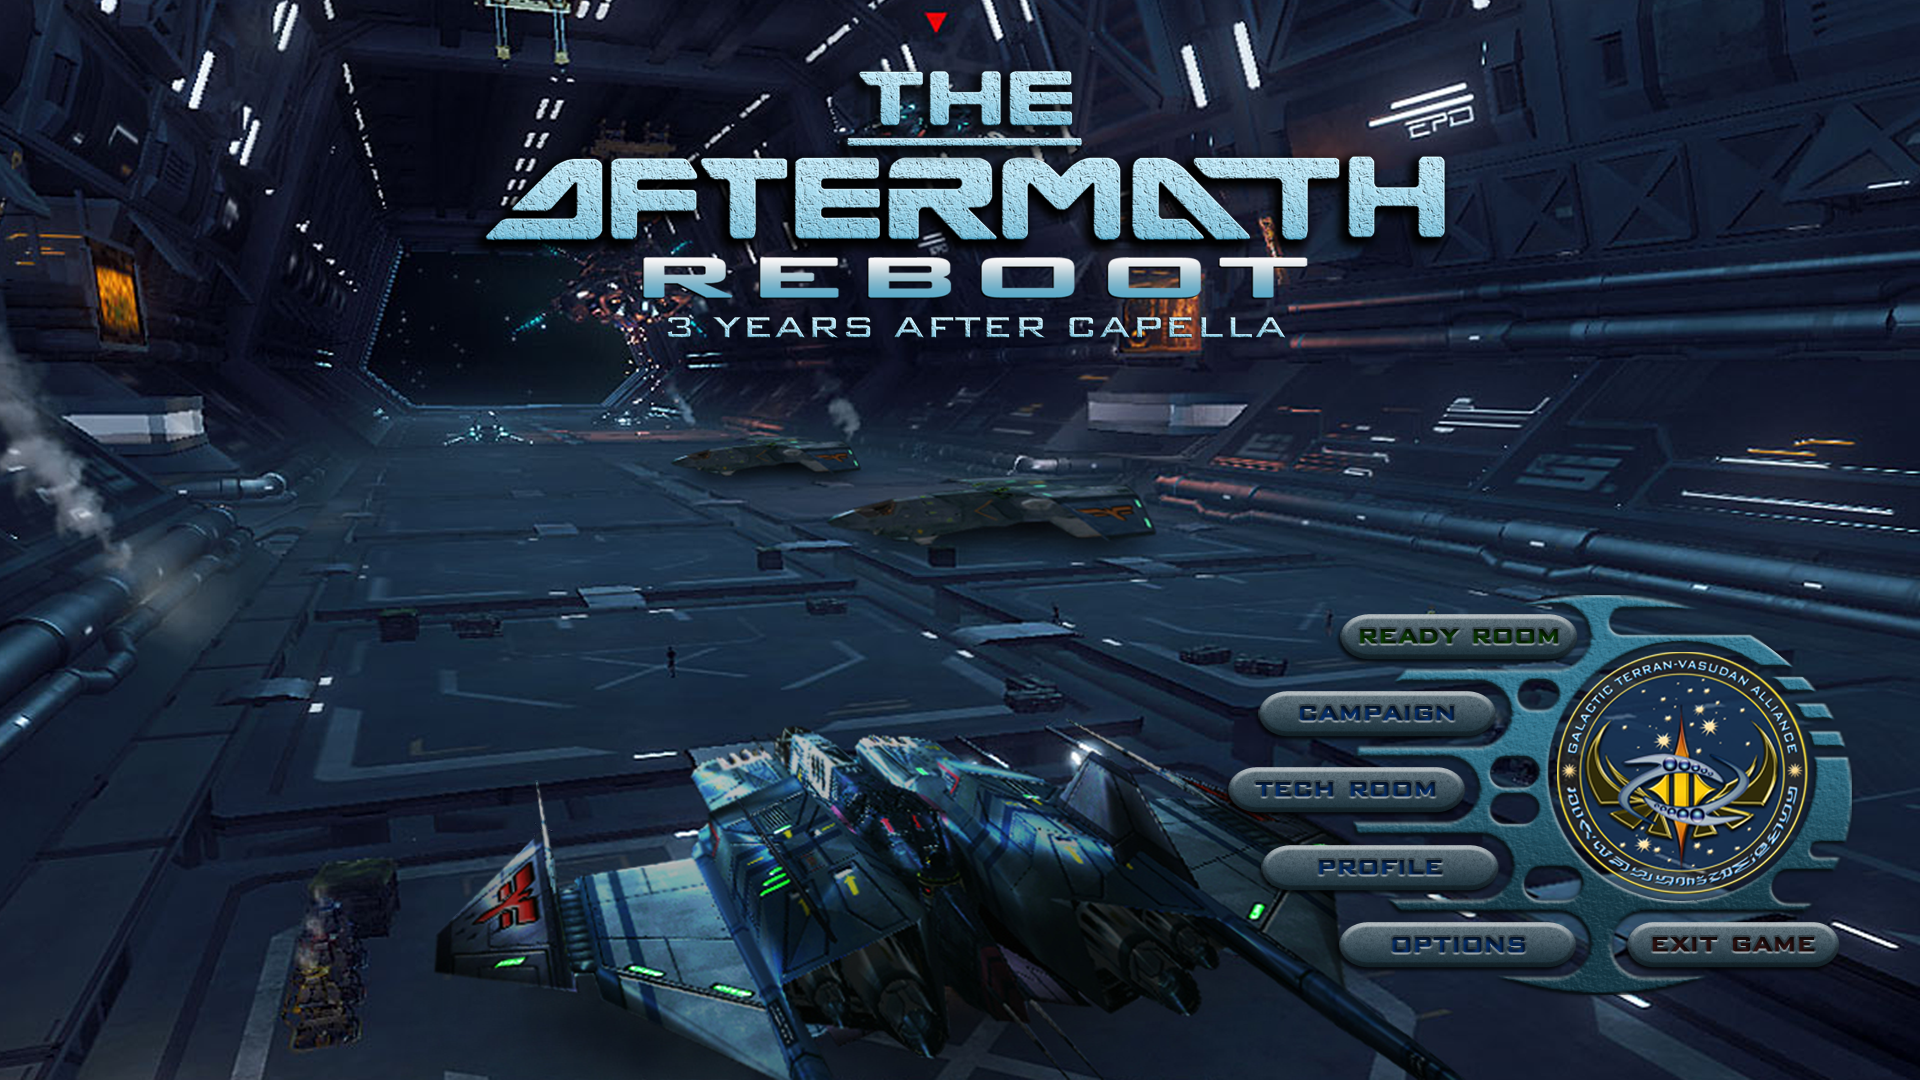 THE
AFTERMATH
REBOOT
3 YEARS AFTER CAPELLA
READY ROOM
CAMPAIGN
TECH ROOM
PROFILE
OPTIONS
EXIT GAME
GALACTIC TERRAN-VASUDAN ALLIANCE